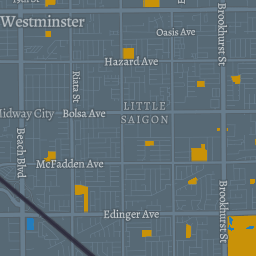 Westminster
Oasis Ave
Hazard Ave
Brookhurst St
Riata St
LITTLE
SAIGON
Midway City
Bolsa Ave
Beach Blvd
McFadden Ave
Edinger Ave
Brookhurst St